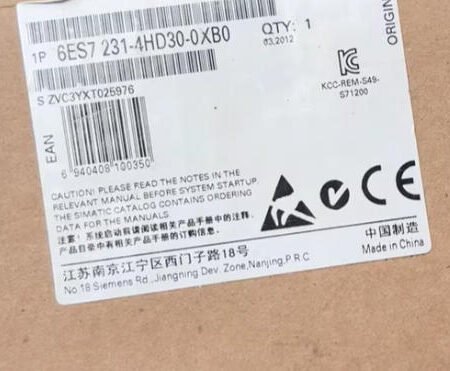 1P 6ES7 231-4HD30-0XB0
QTY: 1
03.2012
ORIGIN
S ZVC3YXT025976
KCC-REM-S49-
S71200
EAN
6 940408 100350
CAUTION! PLEASE READ THE NOTES IN THE
RELEVANT MANUAL BEFORE SYSTEM STARTUP.
THE SIMATIC CATALOG CONTAINS ORDERING
DATA FOR THE MANUALS.
注意：系统启动前请阅读相关产品手册中的注释。
产品目录中有相关产品手册的订购信息。
中国制造
Made in China
江苏南京江宁区西门子路18号
No.18 Siemens Rd.,Jiangning Dev. Zone,Nanjing,P.R.C